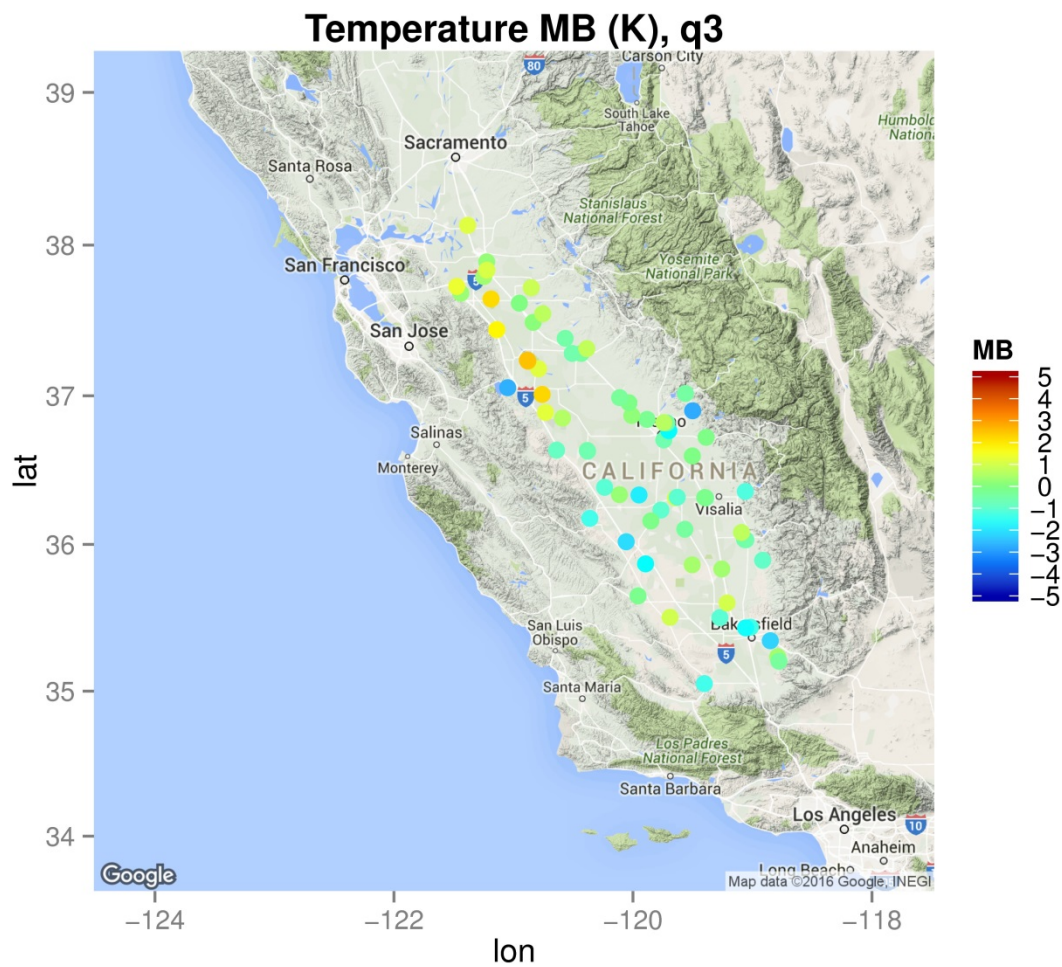 Temperature MB (K), q3
39
38
37
36
35
34
lat
−124
−122
−120
−118
lon
MB
5
4
3
2
1
0
−1
−2
−3
−4
−5
80
Carson City
South Lake
Tahoe
Sacramento
Santa Rosa
Stanislaus
National Forest
San Francisco
5
Yosemite
National Park
San Jose
5
Salinas
Monterey
CALIFORNIA
Visalia
San Luis
Obispo
5
Santa Maria
Los Padres
National Forest
Santa Barbara
Los Angeles
10
Anaheim
Long Beach
Google
Map data ©2016 Google, INEGI